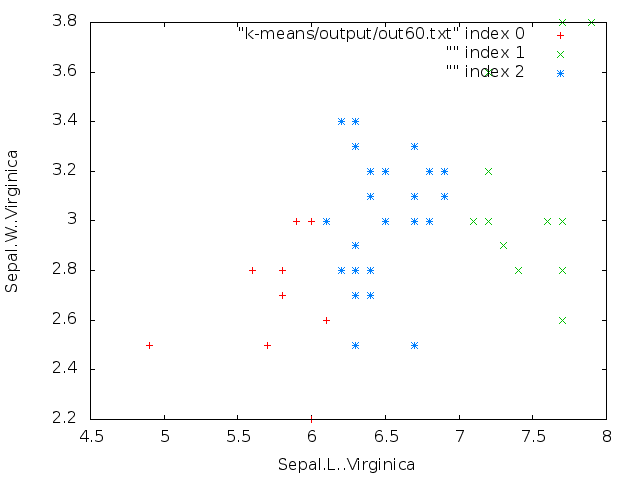 "k-means/output/out60.txt" index 0
"" index 1
"" index 2
3.8
3.6
3.4
3.2
3
2.8
2.6
2.4
2.2
4.5 5 5.5 6 6.5 7 7.5 8
Sepal.W..Virginica
Sepal.L..Virginica